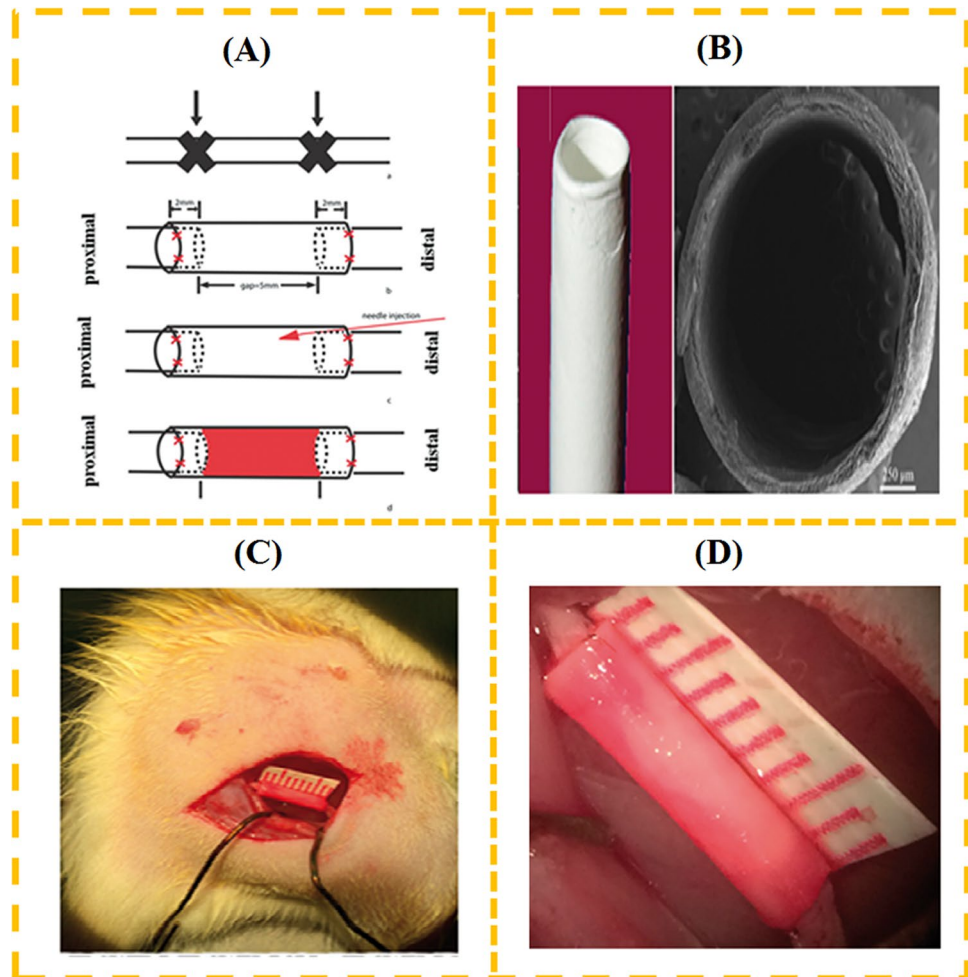 (A)
a
2mm
2mm
proximal
distal
gap=5mm
b
needle injection
proximal
distal
c
proximal
distal
d
(B)
250 µm
(C)
(D)